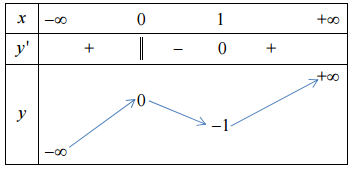 x −∞ 0 1 +∞
y' + || − 0 +
+∞
0
y −1
−∞